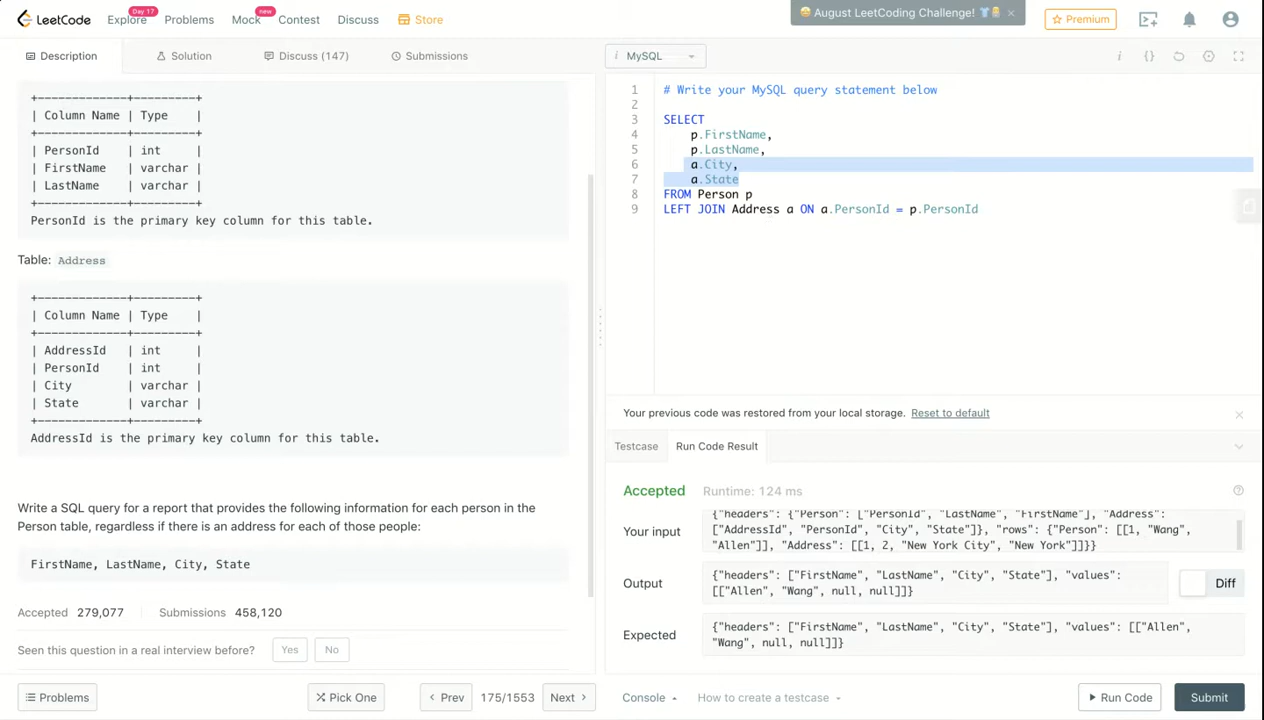 LeetCode
Explore
Day 17
Problems
Mock
new
Contest
Discuss
Store
August LeetCoding Challenge!
×
Premium
Description
Solution
Discuss (147)
Submissions
i MySQL
+-------------+---------+
| Column Name | Type    |
+-------------+---------+
| PersonId    | int     |
| FirstName   | varchar |
| LastName    | varchar |
+-------------+---------+
PersonId is the primary key column for this table.
Table: Address
+-------------+---------+
| Column Name | Type    |
+-------------+---------+
| AddressId   | int     |
| PersonId    | int     |
| City        | varchar |
| State       | varchar |
+-------------+---------+
AddressId is the primary key column for this table.
Write a SQL query for a report that provides the following information for each person in the
Person table, regardless if there is an address for each of those people:
FirstName, LastName, City, State
Accepted 279,077
Submissions 458,120
Seen this question in a real interview before?
Yes
No
Problems
Pick One
Prev
175/1553
Next
1 # Write your MySQL query statement below
2
3 SELECT
4 p.FirstName,
5 p.LastName,
6 a.City,
7 a.State
8 FROM Person p
9 LEFT JOIN Address a ON a.PersonId = p.PersonId
Your previous code was restored from your local storage. Reset to default
Testcase
Run Code Result
Accepted
Runtime: 124 ms
Your input
{"headers": {"Person": ["PersonId", "LastName", "FirstName"], "Address":
["AddressId", "PersonId", "City", "State"]}, "rows": {"Person": [[1, "Wang",
"Allen"]], "Address": [[1, 2, "New York City", "New York"]]}}
Output
{"headers": ["FirstName", "LastName", "City", "State"], "values":
[["Allen", "Wang", null, null]]}
Diff
Expected
{"headers": ["FirstName", "LastName", "City", "State"], "values": [["Allen",
"Wang", null, null]]}
Console
How to create a testcase
Run Code
Submit